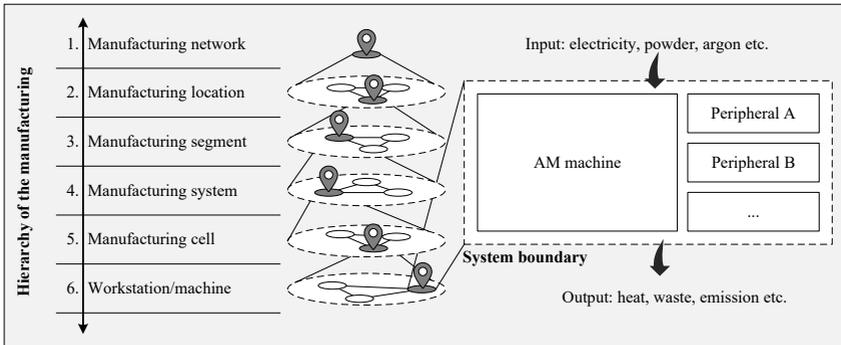 Hierarchy of the manufacturing
1. Manufacturing network
2. Manufacturing location
3. Manufacturing segment
4. Manufacturing system
5. Manufacturing cell
6. Workstation/machine
Input: electricity, powder, argon etc.
AM machine
Peripheral A
Peripheral B
...
System boundary
Output: heat, waste, emission etc.